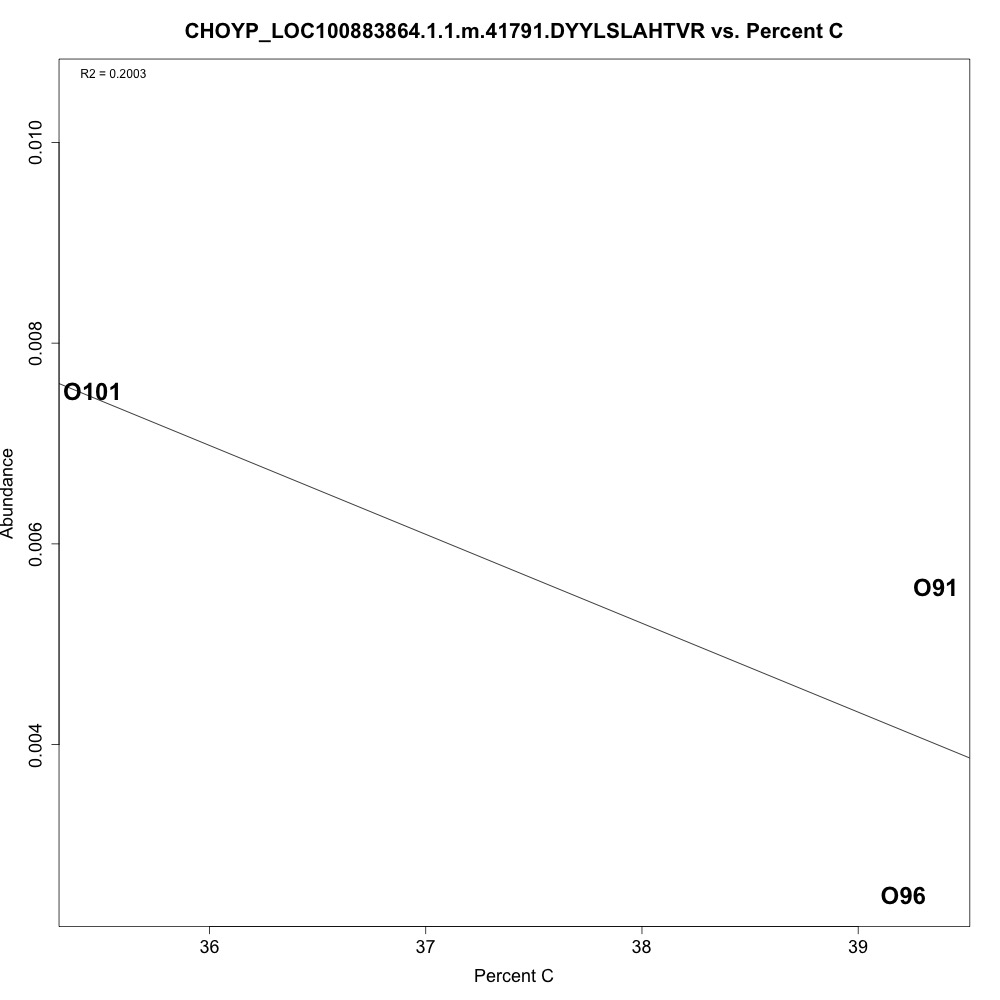 CHOYP_LOC100883864.1.1.m.41791.DYYLSLAHTVR vs. Percent C
R2 = 0.2003
0.010
0.008
0.006
0.004
Abundance
O101
O91
O96
36
37
38
39
Percent C